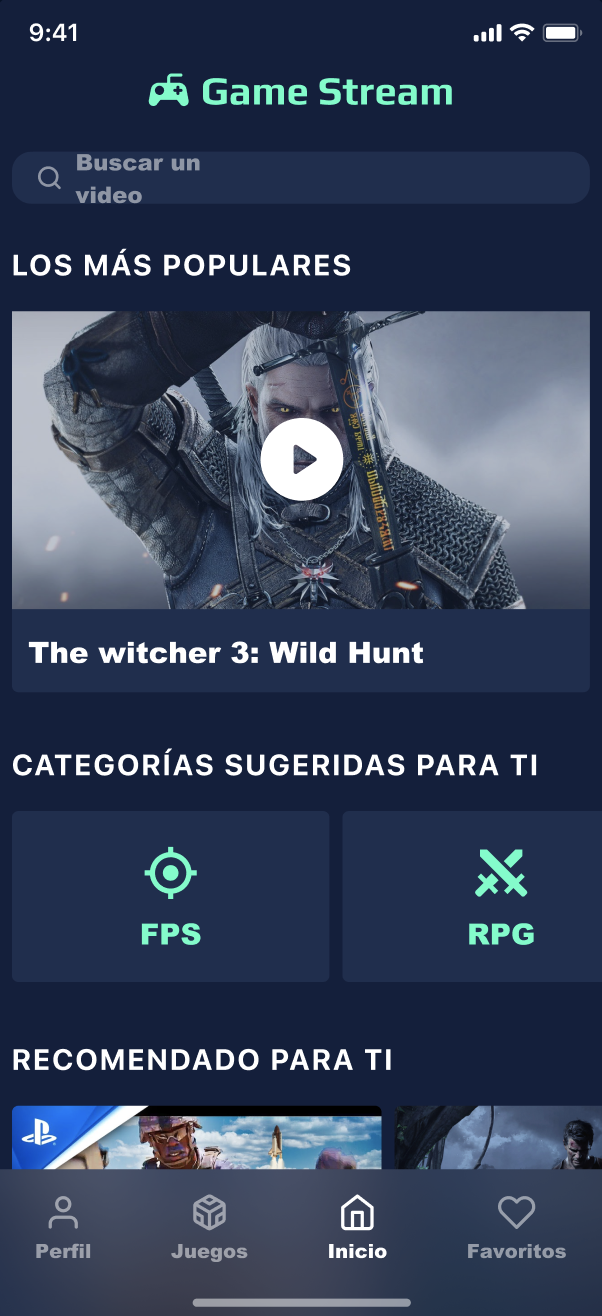 9:41
Game Stream
Buscar un
video
LOS MÁS POPULARES
The witcher 3: Wild Hunt
CATEGORÍAS SUGERIDAS PARA TI
FPS
RPG
RECOMENDADO PARA TI
Perfil
Juegos
Inicio
Favoritos